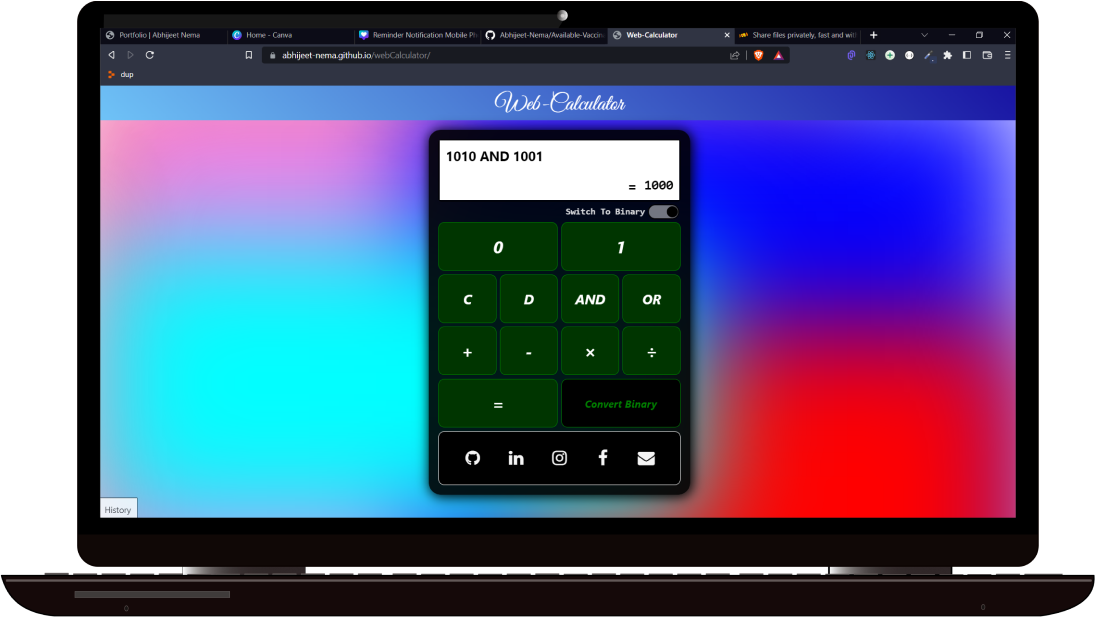 Portfolio | Abhijeet Nema
Home - Canva
Reminder Notification Mobile Ph
Abhijeet-Nema/Available-Vaccin
Web-Calculator
Share files privately, fast and wit
abhijeet-nema.github.io/webCalculator/
dup
Web-Calculator
1010 AND 1001
= 1000
Switch To Binary
0 1
C D AND OR
+ - × ÷
= Convert Binary
History